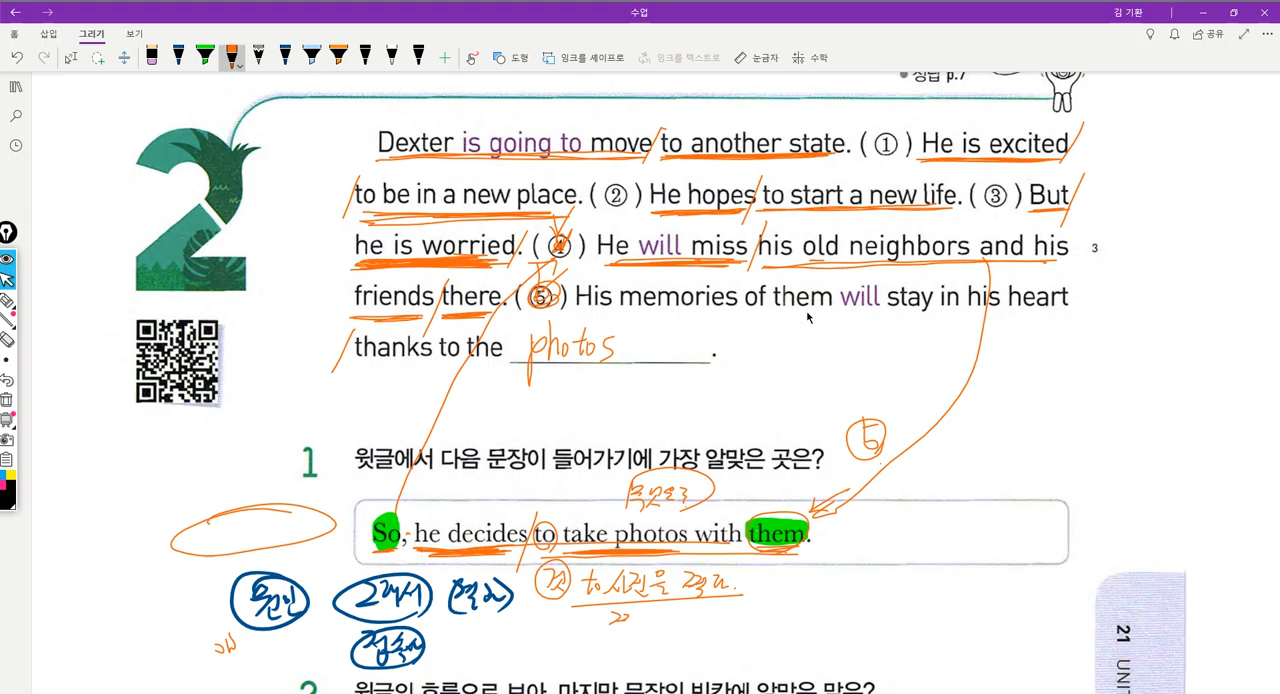 수업
김 기환
홈 삽입 그리기 보기
공유
도형 잉크를 셰이프로 잉크를 텍스트로 눈금자 수학
정답 p.7
2
Dexter is going to move to another state. ( ① ) He is excited
to be in a new place. ( ② ) He hopes to start a new life. ( ③ ) But
he is worried. ( ④ ) He will miss his old neighbors and his
3
friends there. ( ⑤ ) His memories of them will stay in his heart
thanks to the photos .
⑤
1 윗글에서 다음 문장이 들어가기에 가장 알맞은 곳은?
So, he decides to take photos with them.
것 to 사진을 찍다.
원인 그래서
접속사
21 UNI
2 윗글의 흐름으로 보아, 마지막 문장의 빈칸에 알맞은 말은?